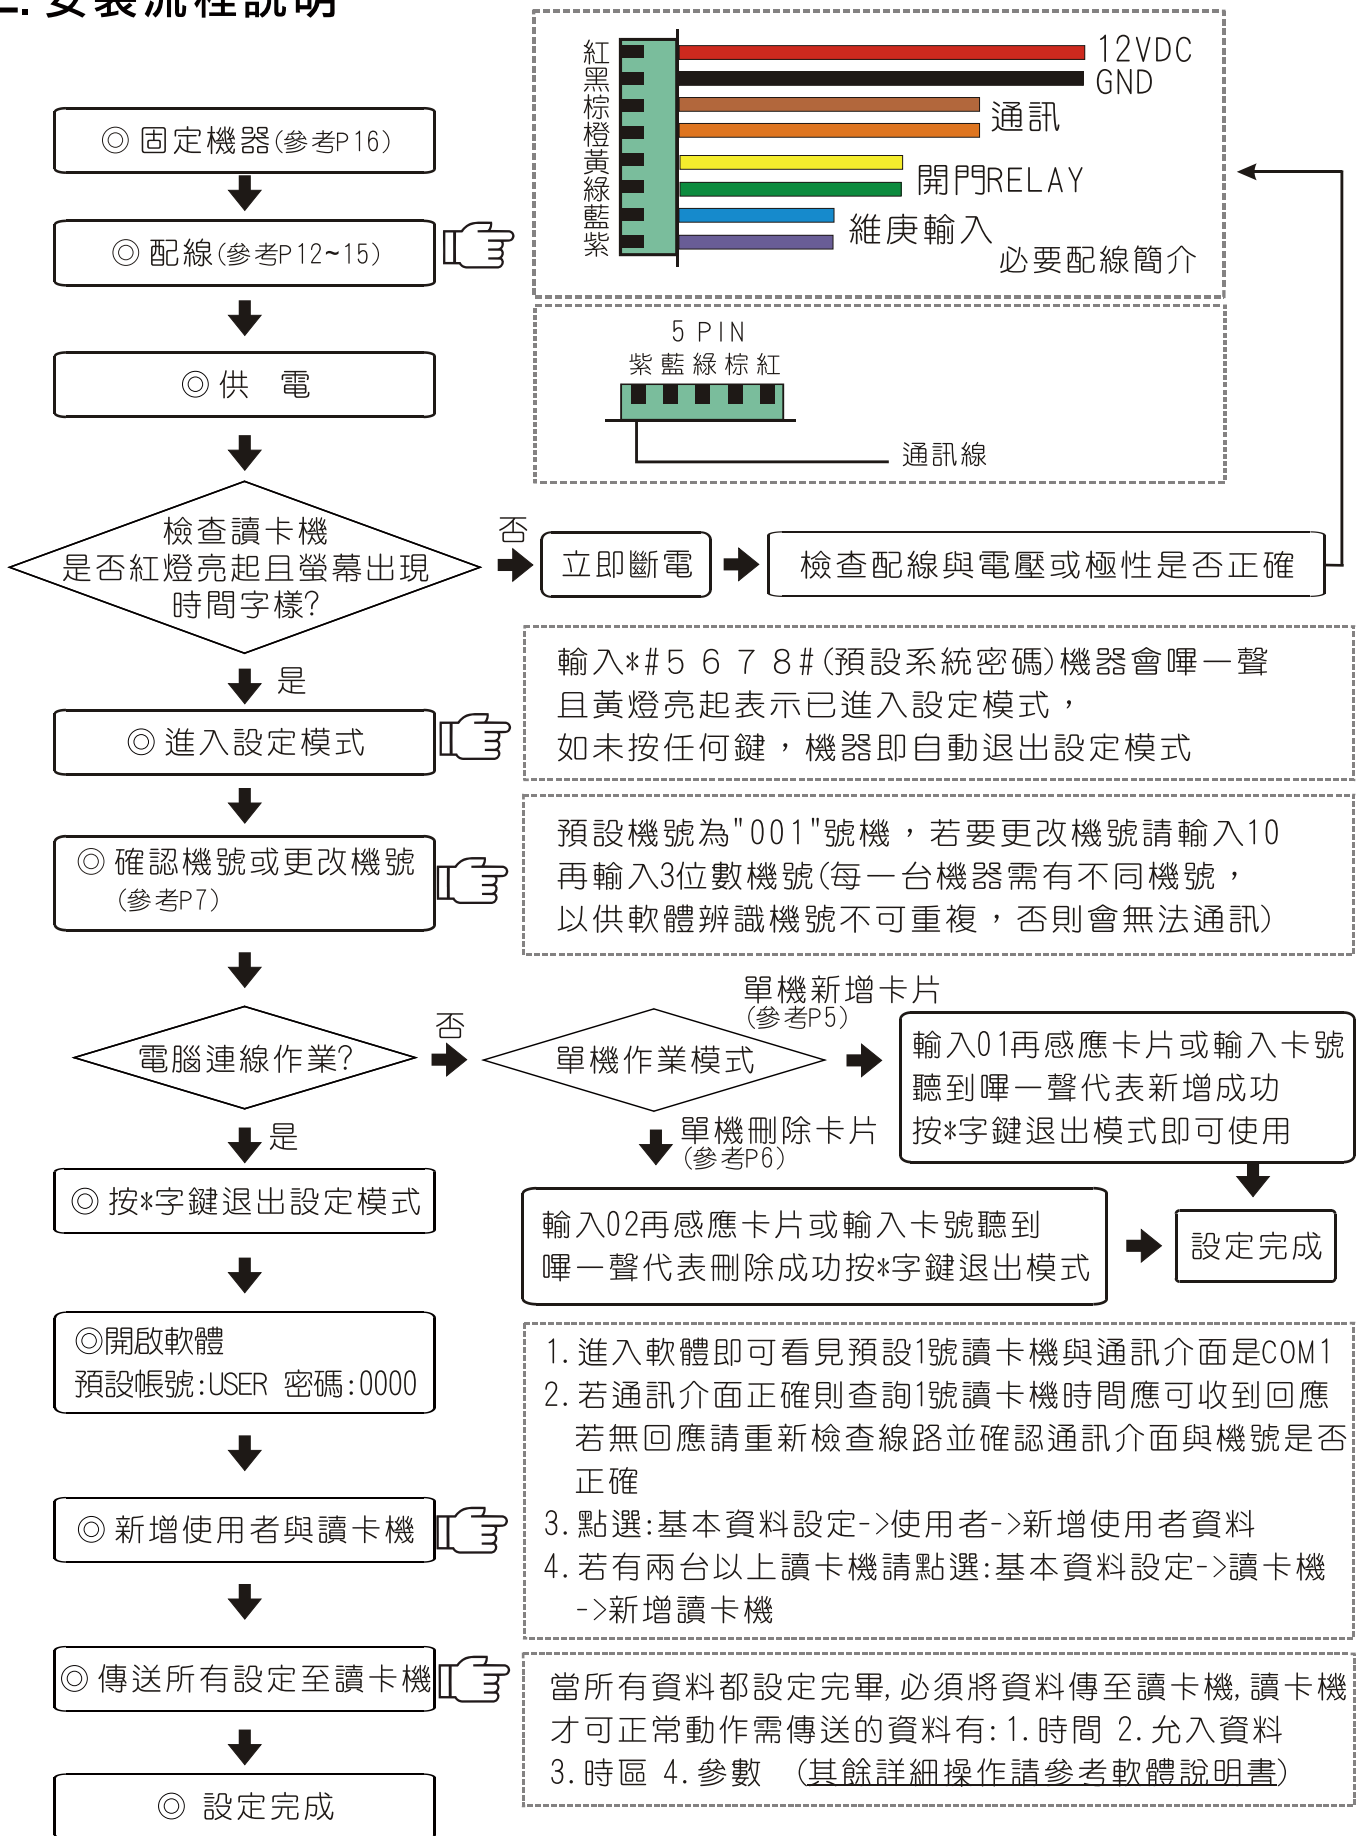 二.安裝流程說明
紅
黑
棕
橙
黃
綠
藍
紫
12VDC
GND
通訊
開門RELAY
維庚輸入
必要配線簡介
◎ 固定機器(參考P16)
◎ 配線(參考P12~15)
◎ 供 電
5 PIN
紫藍綠棕紅
通訊線
檢查讀卡機
是否紅燈亮起且螢幕出現
時間字樣?
否
立即斷電
檢查配線與電壓或極性是否正確
是
◎ 進入設定模式
輸入*#5 6 7 8#(預設系統密碼)機器會嗶一聲
且黃燈亮起表示已進入設定模式，
如未按任何鍵，機器即自動退出設定模式
◎ 確認機號或更改機號
(參考P7)
預設機號為"001"號機，若要更改機號請輸入10
再輸入3位數機號(每一台機器需有不同機號，
以供軟體辨識機號不可重複，否則會無法通訊)
電腦連線作業?
否
單機作業模式
單機新增卡片
(參考P5)
輸入01再感應卡片或輸入卡號
聽到嗶一聲代表新增成功
按*字鍵退出模式即可使用
是
單機刪除卡片
(參考P6)
◎ 按*字鍵退出設定模式
輸入02再感應卡片或輸入卡號聽到
嗶一聲代表刪除成功按*字鍵退出模式
設定完成
◎開啟軟體
預設帳號:USER 密碼:0000
1.進入軟體即可看見預設1號讀卡機與通訊介面是COM1
2.若通訊介面正確則查詢1號讀卡機時間應可收到回應
若無回應請重新檢查線路並確認通訊介面與機號是否
正確
3.點選:基本資料設定->使用者->新增使用者資料
4.若有兩台以上讀卡機請點選:基本資料設定->讀卡機
->新增讀卡機
◎ 新增使用者與讀卡機
◎ 傳送所有設定至讀卡機
當所有資料都設定完畢,必須將資料傳至讀卡機,讀卡機
才可正常動作需傳送的資料有:1.時間 2.允入資料
3.時區 4.參數 (其餘詳細操作請參考軟體說明書)
◎ 設定完成